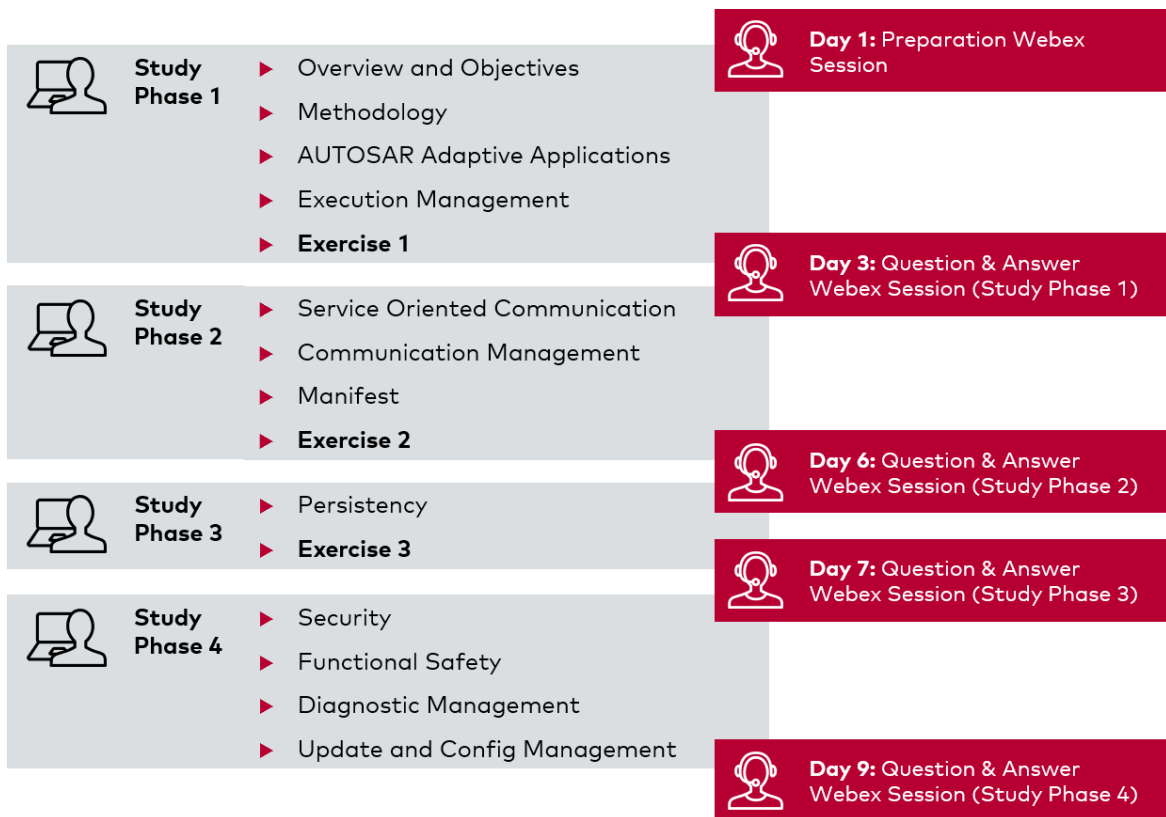 Day 1: Preparation Webex
Session
Study
Phase 1
Overview and Objectives
Methodology
AUTOSAR Adaptive Applications
Execution Management
Exercise 1
Day 3: Question & Answer
Webex Session (Study Phase 1)
Study
Phase 2
Service Oriented Communication
Communication Management
Manifest
Exercise 2
Day 6: Question & Answer
Webex Session (Study Phase 2)
Study
Phase 3
Persistency
Exercise 3
Day 7: Question & Answer
Webex Session (Study Phase 3)
Study
Phase 4
Security
Functional Safety
Diagnostic Management
Update and Config Management
Day 9: Question & Answer
Webex Session (Study Phase 4)